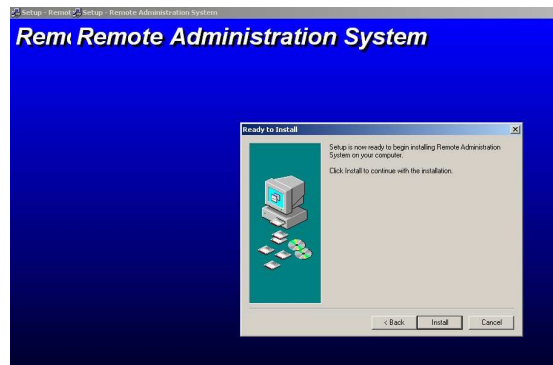 Setup - Remot Setup - Remote Administration System
Rem Remote Administration System
Ready to Install
Setup is now ready to begin installing Remote Administration
System on your computer.
Click Install to continue with the installation.
< Back Install Cancel